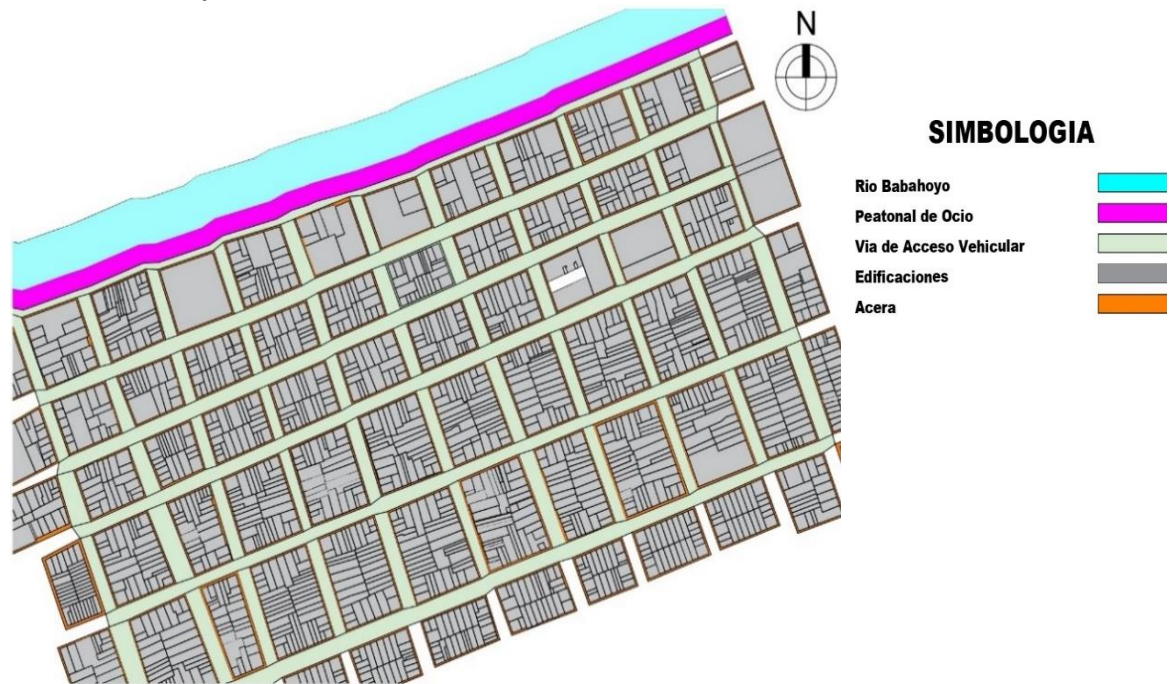 N
SIMBOLOGIA
Rio Babahoyo
Peatonal de Ocio
Via de Acceso Vehicular
Edificaciones
Acera